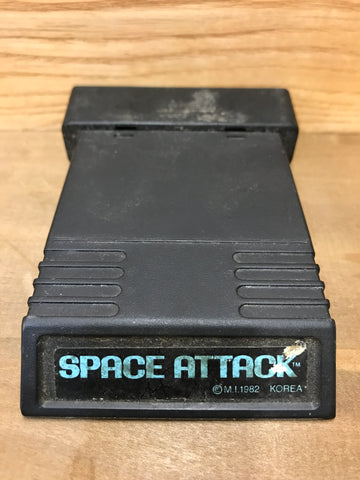 SPACE ATTACK™
©M.I.1982 KOREA